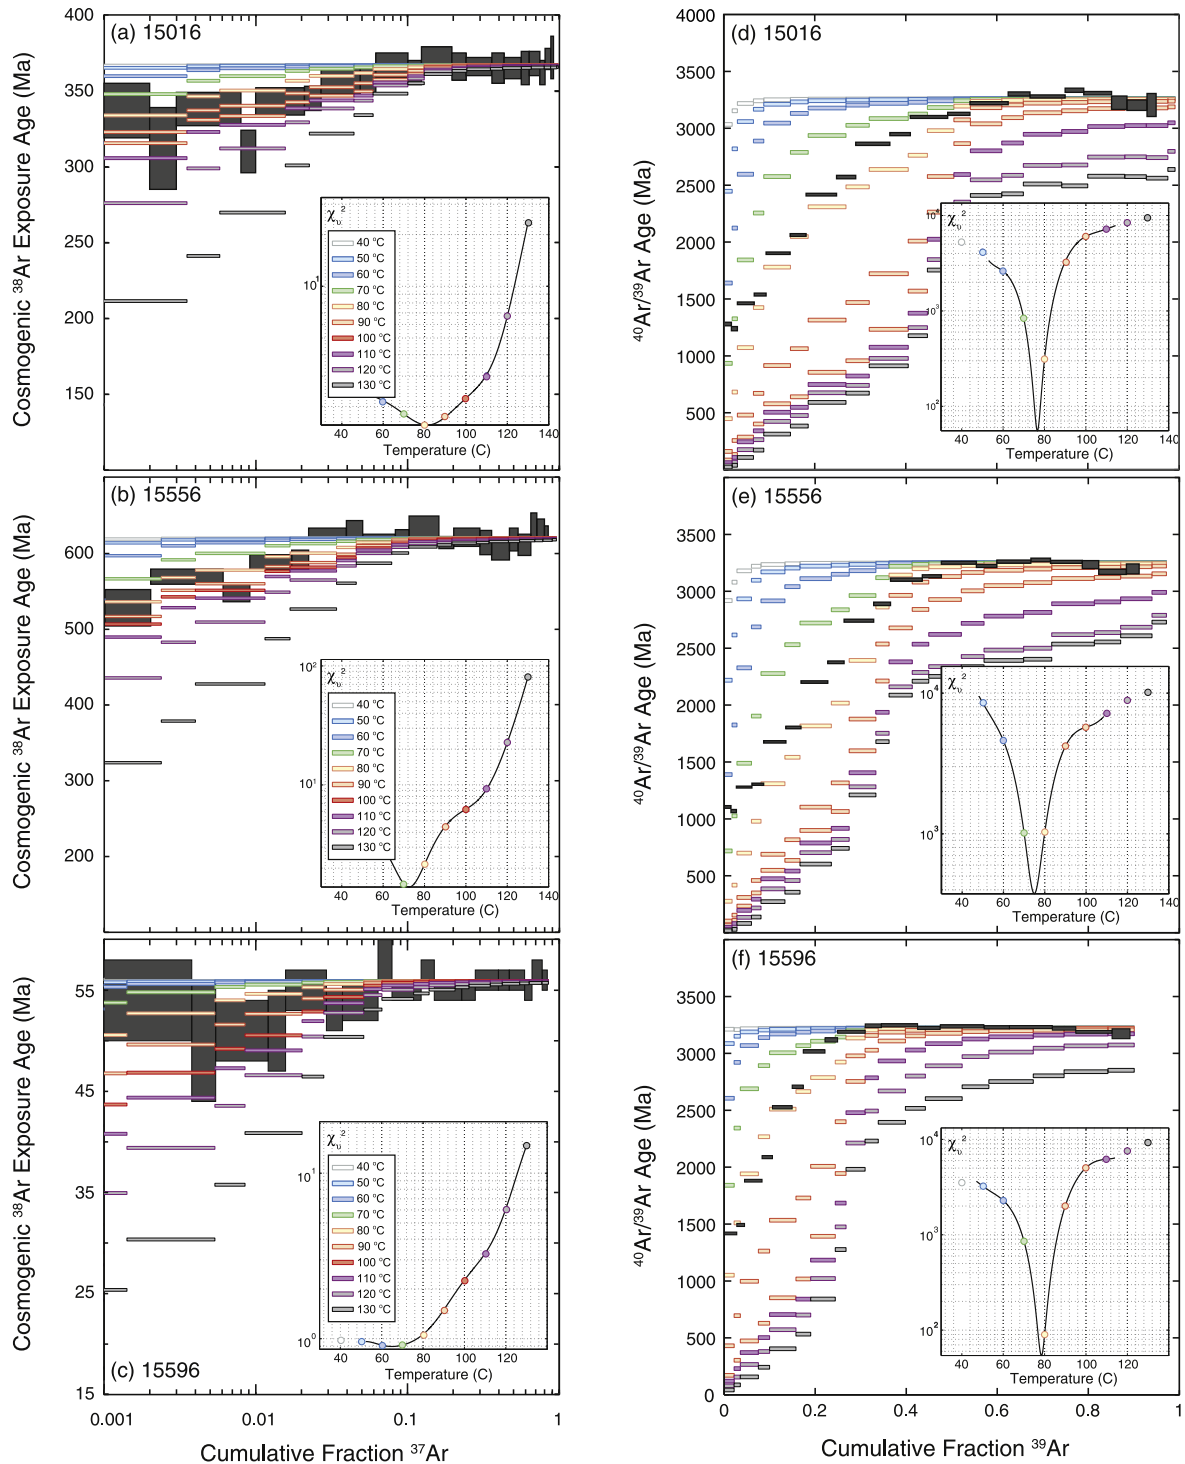 (a) 15016
Cosmogenic ³⁸Ar Exposure Age (Ma)
400
350
300
250
200
150
χυ²
10¹
40 °C
50 °C
60 °C
70 °C
80 °C
90 °C
100 °C
110 °C
120 °C
130 °C
40 60 80 100 120 140
Temperature (C)
(d) 15016
⁴⁰Ar/³⁹Ar Age (Ma)
4000
3500
3000
2500
2000
1500
1000
500
χυ²
10⁴
10³
10²
40 60 80 100 120 140
Temperature (C)
(b) 15556
Cosmogenic ³⁸Ar Exposure Age (Ma)
600
500
400
300
200
χυ²
10²
10¹
40 °C
50 °C
60 °C
70 °C
80 °C
90 °C
100 °C
110 °C
120 °C
130 °C
40 60 80 100 120 140
Temperature (C)
(e) 15556
⁴⁰Ar/³⁹Ar Age (Ma)
3500
3000
2500
2000
1500
1000
500
χυ²
10⁴
10³
40 60 80 100 120 140
Temperature (C)
(c) 15596
Cosmogenic ³⁸Ar Exposure Age (Ma)
55
45
35
25
15
χυ²
10¹
10⁰
40 °C
50 °C
60 °C
70 °C
80 °C
90 °C
100 °C
110 °C
120 °C
130 °C
40 60 80 100 120
Temperature (C)
0.001 0.01 0.1 1
Cumulative Fraction ³⁷Ar
(f) 15596
⁴⁰Ar/³⁹Ar Age (Ma)
3500
3000
2500
2000
1500
1000
500
0
χυ²
10⁴
10³
10²
40 60 80 100 120
Temperature (C)
0 0.2 0.4 0.6 0.8 1
Cumulative Fraction ³⁹Ar